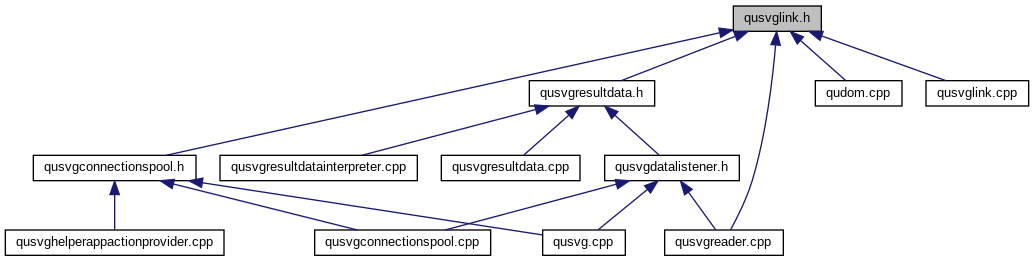 qusvglink.h
qusvgresultdata.h
qudom.cpp
qusvglink.cpp
qusvgconnectionspool.h
qusvgresultdatainterpreter.cpp
qusvgresultdata.cpp
qusvgdatalistener.h
qusvghelperappactionprovider.cpp
qusvgconnectionspool.cpp
qusvg.cpp
qusvgreader.cpp